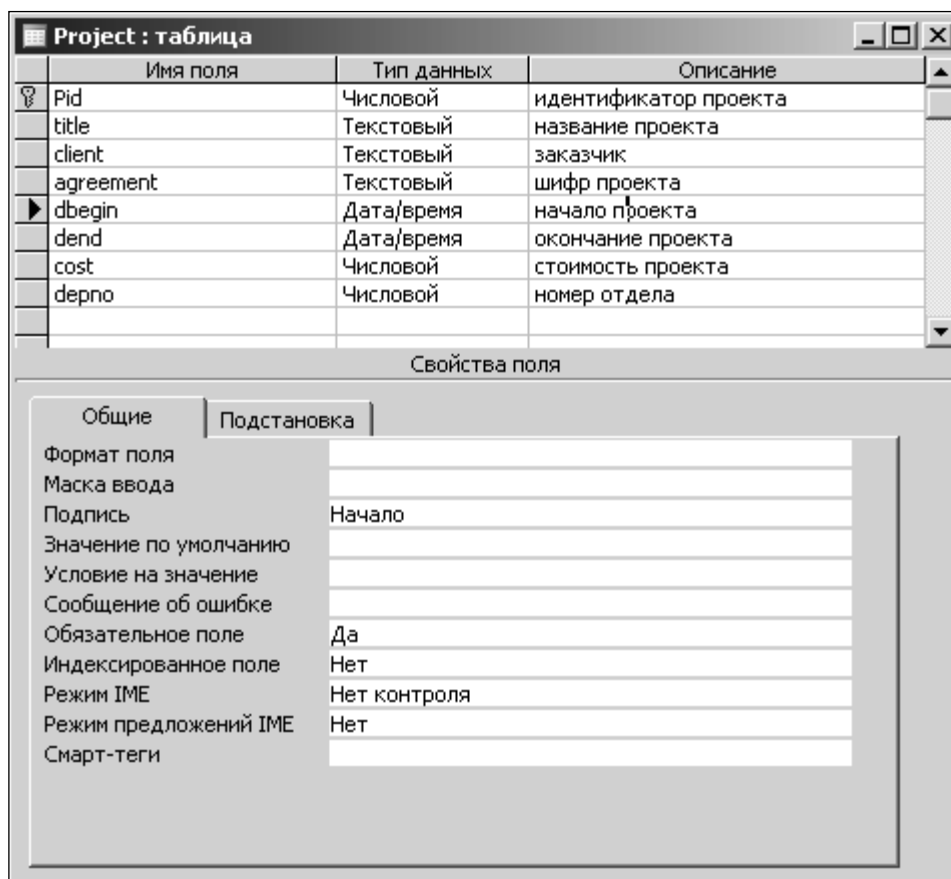 Project : таблица
Имя поля Тип данных Описание
Pid Числовой идентификатор проекта
title Текстовый название проекта
client Текстовый заказчик
agreement Текстовый шифр проекта
dbegin Дата/время начало проекта
dend Дата/время окончание проекта
cost Числовой стоимость проекта
depno Числовой номер отдела
Свойства поля
Общие Подстановка
Формат поля
Маска ввода
Подпись Начало
Значение по умолчанию
Условие на значение
Сообщение об ошибке
Обязательное поле Да
Индексированное поле Нет
Режим IME Нет контроля
Режим предложений IME Нет
Смарт-теги